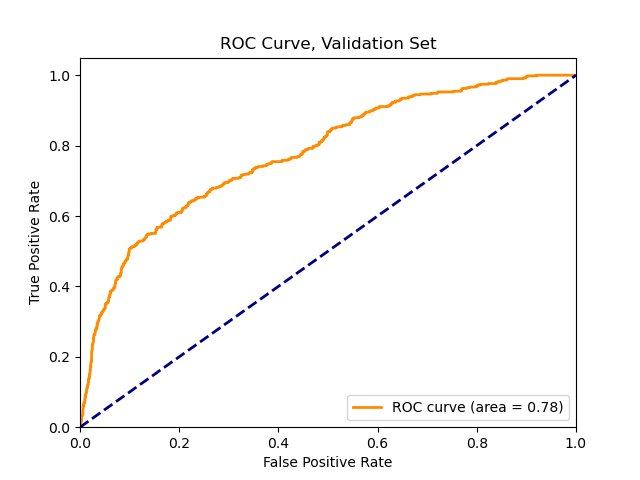 ROC Curve, Validation Set
True Positive Rate
1.0
0.8
0.6
0.4
0.2
0.0
0.0 0.2 0.4 0.6 0.8 1.0
False Positive Rate
ROC curve (area = 0.78)